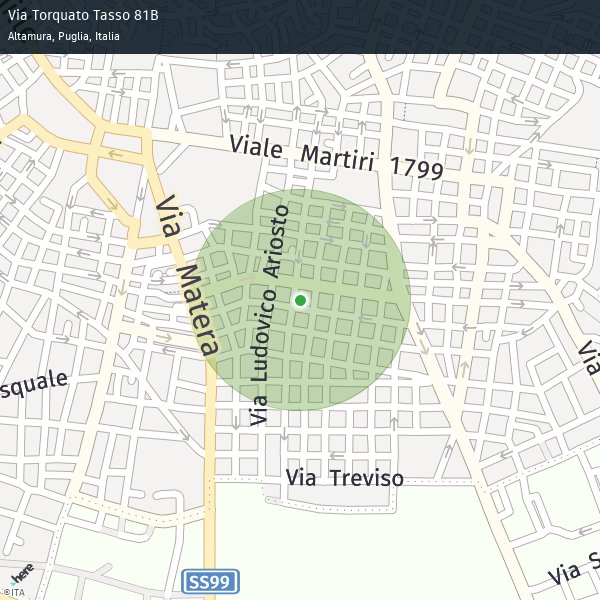 Via Torquato Tasso 81B
Altamura, Puglia, Italia
Viale Martiri 1799
Via Matera
Via Ludovico Ariosto
squale
Via
Via Treviso
Via S
SS99
here
©ITA